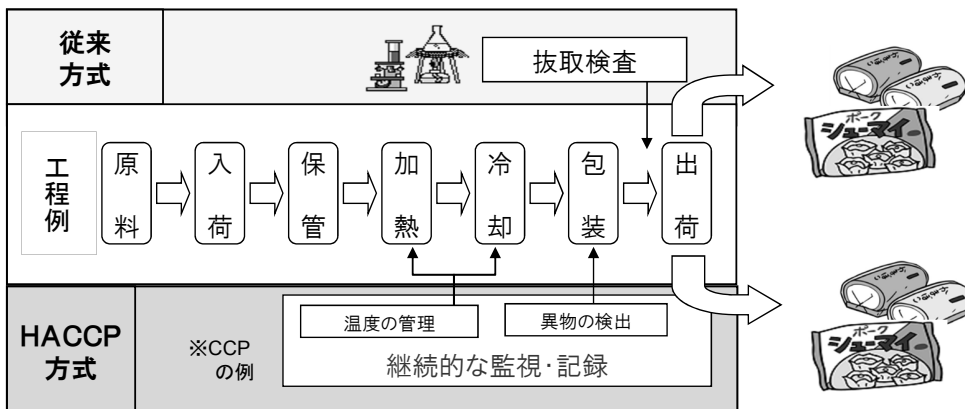 従来
方式
抜取検査
工程例
原料
入荷
保管
加熱
冷却
包装
出荷
HACCP
方式
※CCP
の例
温度の管理
異物の検出
継続的な監視・記録
ポーク
シューマイ
ポーク
シューマイ